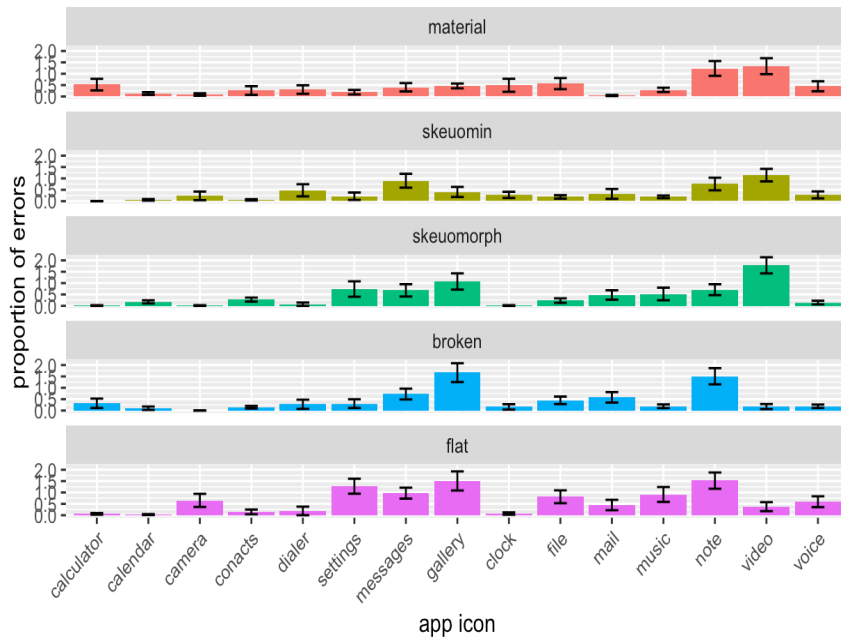 material
2.0
1.5
1.0
0.5
0.0
skeuomin
2.0
1.5
1.0
0.5
0.0
skeuomorph
2.0
1.5
1.0
0.5
0.0
broken
2.0
1.5
1.0
0.5
0.0
flat
2.0
1.5
1.0
0.5
0.0
proportion of errors
calculator
calendar
camera
conacts
dialer
settings
messages
gallery
clock
file
mail
music
note
video
voice
app icon